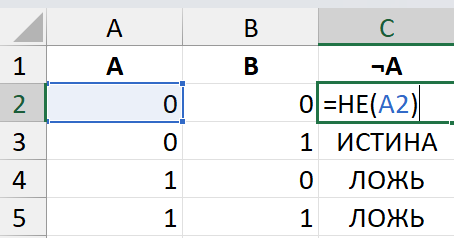 A B C
1 A B ¬A
2 0 0 =НЕ(A2)
3 0 1 ИСТИНА
4 1 0 ЛОЖЬ
5 1 1 ЛОЖЬ